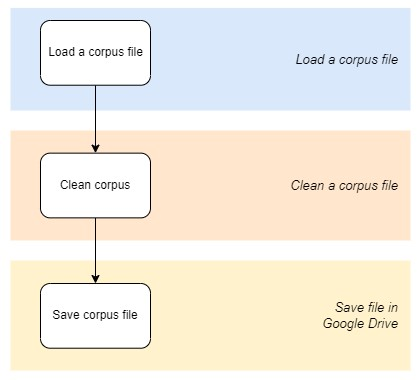 Load a corpus file
Load a corpus file
Clean corpus
Clean a corpus file
Save corpus file
Save file in
Google Drive